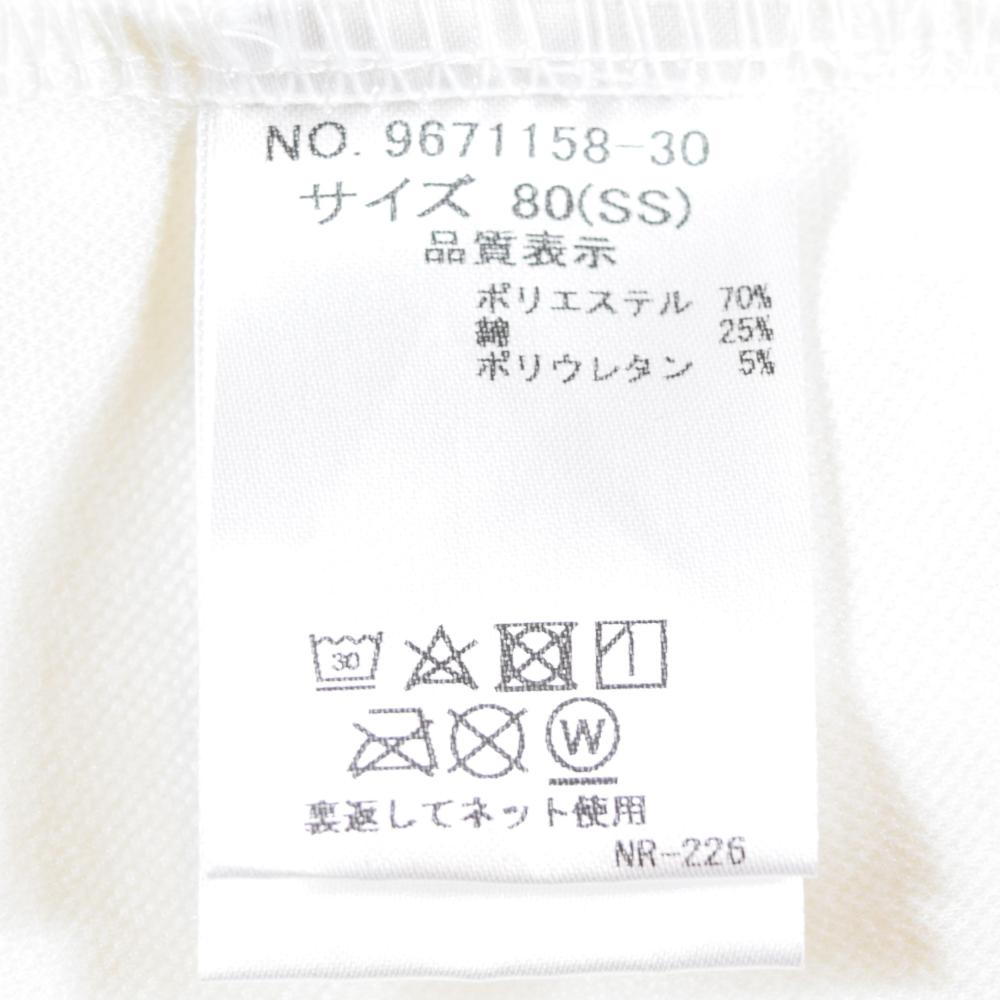 NO. 9671158-30
サイズ 80(SS)
品質表示
ポリエステル 70%
綿 25%
ポリウレタン 5%
30
W
裏返してネット使用
NR-226